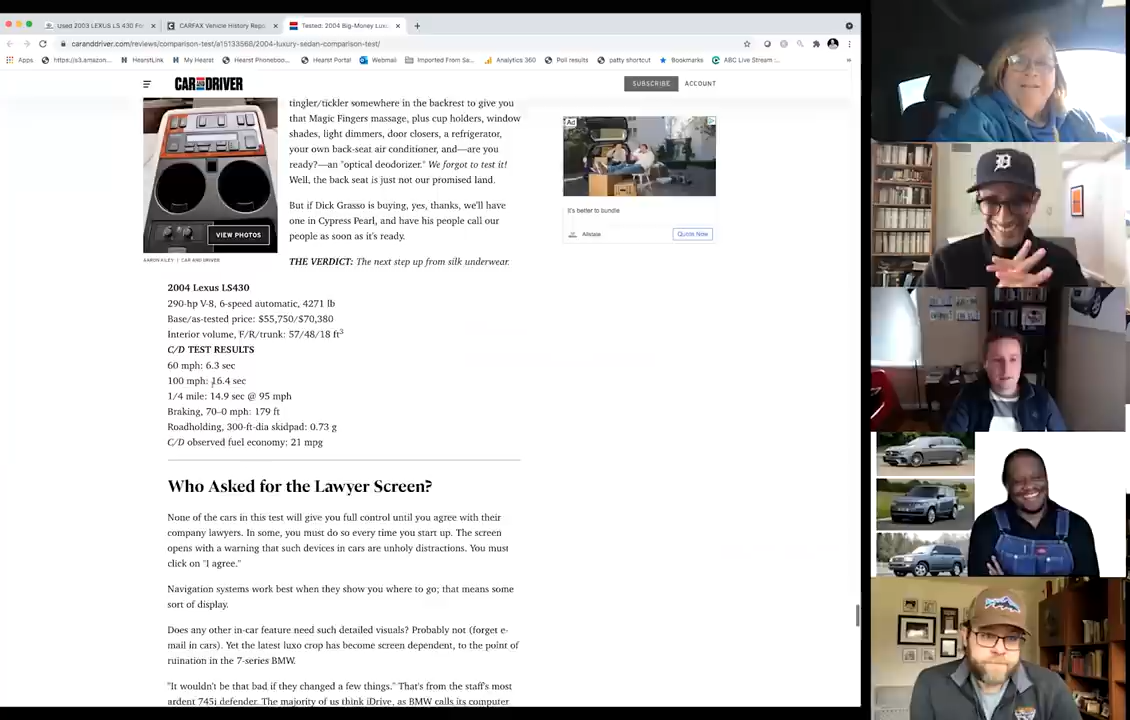 Used 2003 LEXUS LS 430 For
CARFAX Vehicle History Repo
Tested: 2004 Big-Money Luxu
caranddriver.com/reviews/comparison-test/a15133568/2004-luxury-sedan-comparison-test/
Apps
https://s3.amazon...
HearstLink
My Hearst
Hearst Phoneboo...
Hearst Portal
Webmail
Imported From Sa...
Analytics 360
Poll results
patty shortcut
Bookmarks
ABC Live Stream :...
CAR AND DRIVER
SUBSCRIBE
ACCOUNT
tingler/tickler somewhere in the backrest to give you
that Magic Fingers massage, plus cup holders, window
shades, light dimmers, door closers, a refrigerator,
your own back-seat air conditioner, and—are you
ready?—an "optical deodorizer." We forgot to test it!
Well, the back seat is just not our promised land.
But if Dick Grasso is buying, yes, thanks, we'll have
one in Cypress Pearl, and have his people call our
people as soon as it's ready.
VIEW PHOTOS
AARON KILEY | CAR AND DRIVER
THE VERDICT: The next step up from silk underwear.
Ad
It's better to bundle
Allstate
Quote Now
2004 Lexus LS430
290-hp V-8, 6-speed automatic, 4271 lb
Base/as-tested price: $55,750/$70,380
Interior volume, F/R/trunk: 57/48/18 ft3
C/D TEST RESULTS
60 mph: 6.3 sec
100 mph: 16.4 sec
1/4 mile: 14.9 sec @ 95 mph
Braking, 70–0 mph: 179 ft
Roadholding, 300-ft-dia skidpad: 0.73 g
C/D observed fuel economy: 21 mpg
Who Asked for the Lawyer Screen?
None of the cars in this test will give you full control until you agree with their
company lawyers. In some, you must do so every time you start up. The screen
opens with a warning that such devices in cars are unholy distractions. You must
click on "I agree."
Navigation systems work best when they show you where to go; that means some
sort of display.
Does any other in-car feature need such detailed visuals? Probably not (forget e-
mail in cars). Yet the latest luxo crop has become screen dependent, to the point of
ruination in the 7-series BMW.
"It wouldn't be that bad if they changed a few things." That's from the staff's most
ardent 745i defender. The majority of us think iDrive, as BMW calls its computer